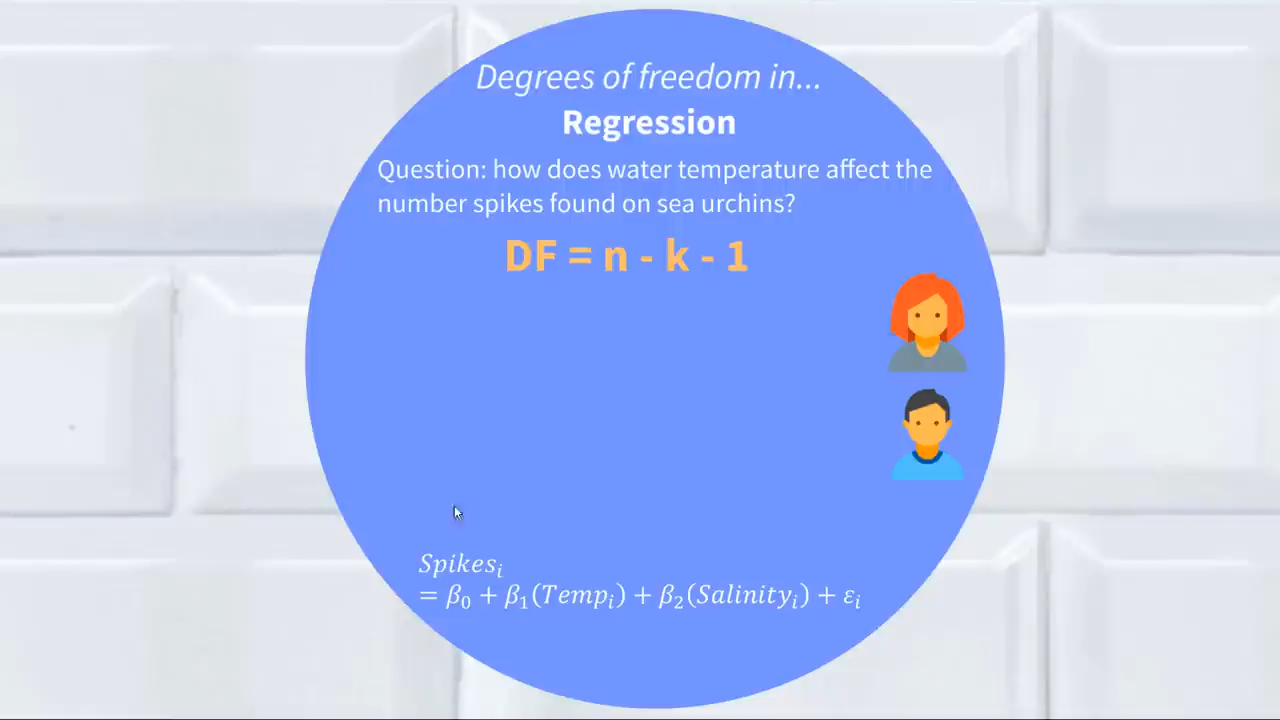 Degrees of freedom in...
Regression
Question: how does water temperature affect the
number spikes found on sea urchins?
DF = n - k - 1
Spikesᵢ
= β₀ + β₁(Tempᵢ) + β₂(Salinityᵢ) + εᵢ